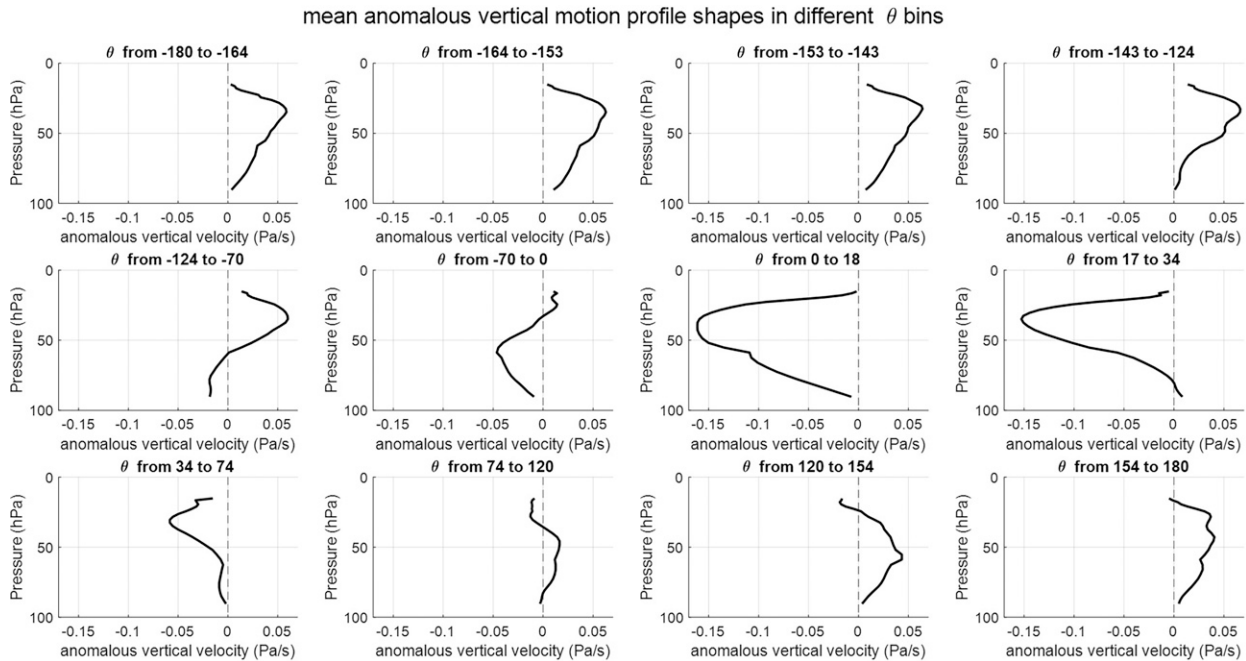 mean anomalous vertical motion profile shapes in different θ bins
θ from -180 to -164
θ from -164 to -153
θ from -153 to -143
θ from -143 to -124
0
50
100
Pressure (hPa)
-0.15 -0.1 -0.05 0 0.05
anomalous vertical velocity (Pa/s)
0
50
100
Pressure (hPa)
-0.15 -0.1 -0.05 0 0.05
anomalous vertical velocity (Pa/s)
0
50
100
Pressure (hPa)
-0.15 -0.1 -0.05 0 0.05
anomalous vertical velocity (Pa/s)
0
50
100
Pressure (hPa)
-0.15 -0.1 -0.05 0 0.05
anomalous vertical velocity (Pa/s)
θ from -124 to -70
θ from -70 to 0
θ from 0 to 18
θ from 17 to 34
0
50
100
Pressure (hPa)
-0.15 -0.1 -0.05 0 0.05
anomalous vertical velocity (Pa/s)
0
50
100
Pressure (hPa)
-0.15 -0.1 -0.05 0 0.05
anomalous vertical velocity (Pa/s)
0
50
100
Pressure (hPa)
-0.15 -0.1 -0.05 0 0.05
anomalous vertical velocity (Pa/s)
0
50
100
Pressure (hPa)
-0.15 -0.1 -0.05 0 0.05
anomalous vertical velocity (Pa/s)
θ from 34 to 74
θ from 74 to 120
θ from 120 to 154
θ from 154 to 180
0
50
100
Pressure (hPa)
-0.15 -0.1 -0.05 0 0.05
anomalous vertical velocity (Pa/s)
0
50
100
Pressure (hPa)
-0.15 -0.1 -0.05 0 0.05
anomalous vertical velocity (Pa/s)
0
50
100
Pressure (hPa)
-0.15 -0.1 -0.05 0 0.05
anomalous vertical velocity (Pa/s)
0
50
100
Pressure (hPa)
-0.15 -0.1 -0.05 0 0.05
anomalous vertical velocity (Pa/s)